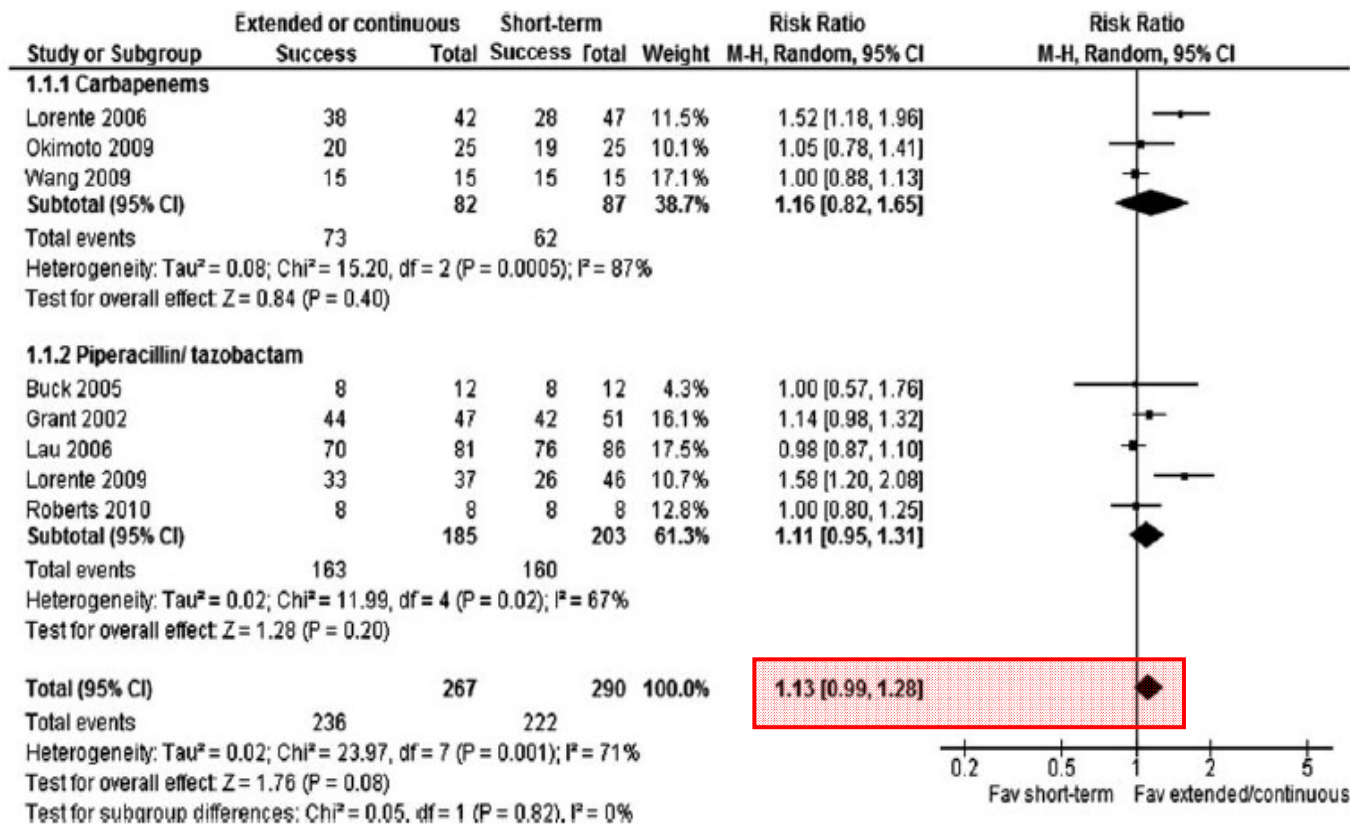 Extended or continuous Short-term Risk Ratio Risk Ratio
Study or Subgroup Success Total Success Total Weight M-H, Random, 95% CI M-H, Random, 95% CI
1.1.1 Carbapenems
Lorente 2006 38 42 28 47 11.5% 1.52 [1.18, 1.96]
Okimoto 2009 20 25 19 25 10.1% 1.05 [0.78, 1.41]
Wang 2009 15 15 15 15 17.1% 1.00 [0.88, 1.13]
Subtotal (95% CI) 82 87 38.7% 1.16 [0.82, 1.65]
Total events 73 62
Heterogeneity: Tau² = 0.08; Chi² = 15.20, df = 2 (P = 0.0005); I² = 87%
Test for overall effect: Z = 0.84 (P = 0.40)
1.1.2 Piperacillin/ tazobactam
Buck 2005 8 12 8 12 4.3% 1.00 [0.57, 1.76]
Grant 2002 44 47 42 51 16.1% 1.14 [0.98, 1.32]
Lau 2006 70 81 76 86 17.5% 0.98 [0.87, 1.10]
Lorente 2009 33 37 26 46 10.7% 1.58 [1.20, 2.08]
Roberts 2010 8 8 8 8 12.8% 1.00 [0.80, 1.25]
Subtotal (95% CI) 185 203 61.3% 1.11 [0.95, 1.31]
Total events 163 160
Heterogeneity: Tau² = 0.02; Chi² = 11.99, df = 4 (P = 0.02); I² = 67%
Test for overall effect: Z = 1.28 (P = 0.20)
Total (95% CI) 267 290 100.0% 1.13 [0.99, 1.28]
Total events 236 222
Heterogeneity: Tau² = 0.02; Chi² = 23.97, df = 7 (P = 0.001); I² = 71%
Test for overall effect: Z = 1.76 (P = 0.08)
Test for subgroup differences: Chi² = 0.05, df = 1 (P = 0.82), I² = 0%
0.2 0.5 1 2 5
Fav short-term Fav extended/continuous